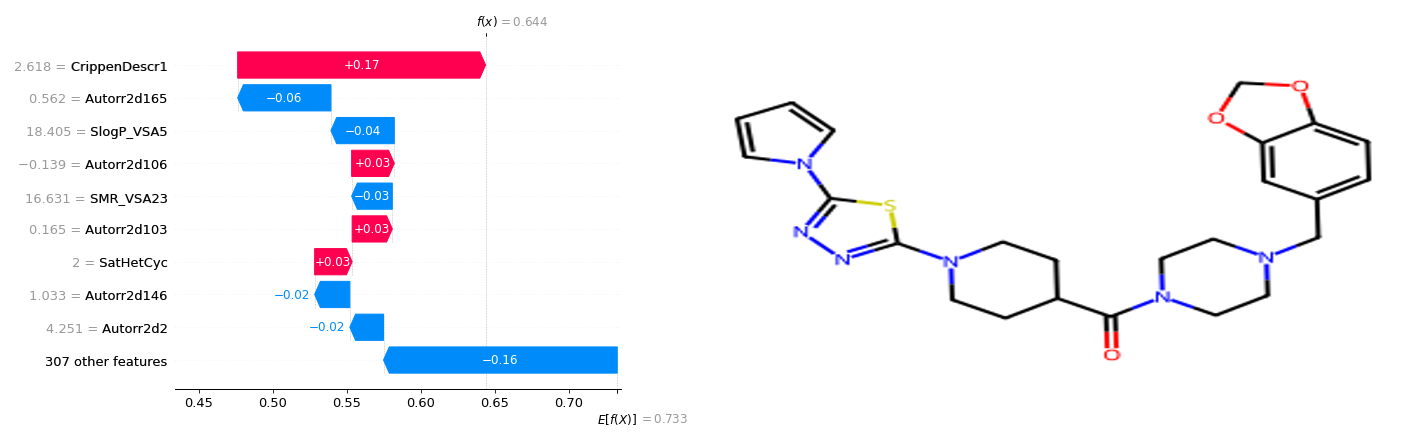 f(x) = 0.644
2.618 = CrippenDescr1
+0.17
0.562 = Autorr2d165
−0.06
18.405 = SlogP_VSA5
−0.04
−0.139 = Autorr2d106
+0.03
16.631 = SMR_VSA23
−0.03
0.165 = Autorr2d103
+0.03
2 = SatHetCyc
+0.03
1.033 = Autorr2d146
−0.02
4.251 = Autorr2d2
−0.02
307 other features
−0.16
0.45 0.50 0.55 0.60 0.65 0.70
E[f(X)] = 0.733
O
O
N
S
N
N
N
N
N
O